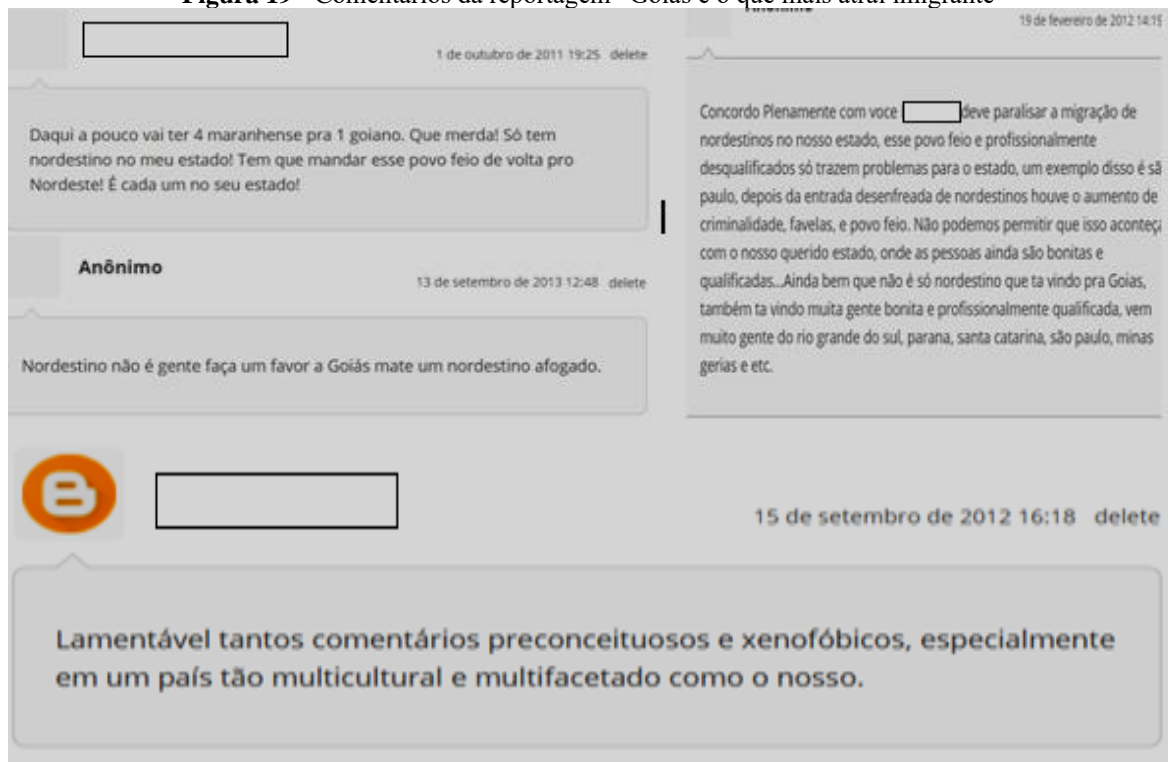 Figura 19 - Comentários da reportagem "Goiás é o que mais atrai imigrante"
1 de outubro de 2011 19:25 delete
Daqui a pouco vai ter 4 maranhense pra 1 goiano. Que merda! Só tem
nordestino no meu estado! Tem que mandar esse povo feio de volta pro
Nordeste! É cada um no seu estado!
Anônimo
13 de setembro de 2013 12:48 delete
Nordestino não é gente faça um favor a Goiás mate um nordestino afogado.
Anônimo
19 de fevereiro de 2012 14:19
Concordo Plenamente com voce deve paralisar a migração de
nordestinos no nosso estado, esse povo feio e profissionalmente
desqualificados só trazem problemas para o estado, um exemplo disso é sã
paulo, depois da entrada desenfreada de nordestinos houve o aumento de
criminalidade, favelas, e povo feio. Não podemos permitir que isso aconteça
com o nosso querido estado, onde as pessoas ainda são bonitas e
qualificadas...Ainda bem que não é só nordestino que ta vindo pra Goias,
também ta vindo muita gente bonita e profissionalmente qualificada, vem
muito gente do rio grande do sul, parana, santa catarina, são paulo, minas
gerias e etc.
15 de setembro de 2012 16:18 delete
Lamentável tantos comentários preconceituosos e xenofóbicos, especialmente
em um país tão multicultural e multifacetado como o nosso.